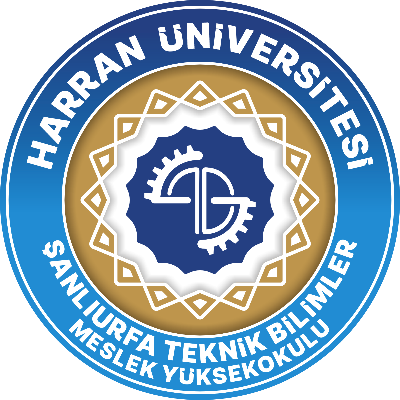 HARRAN ÜNİVERSİTESİ
ŞANLIURFA TEKNİK BİLİMLER
MESLEK YÜKSEKOKULU